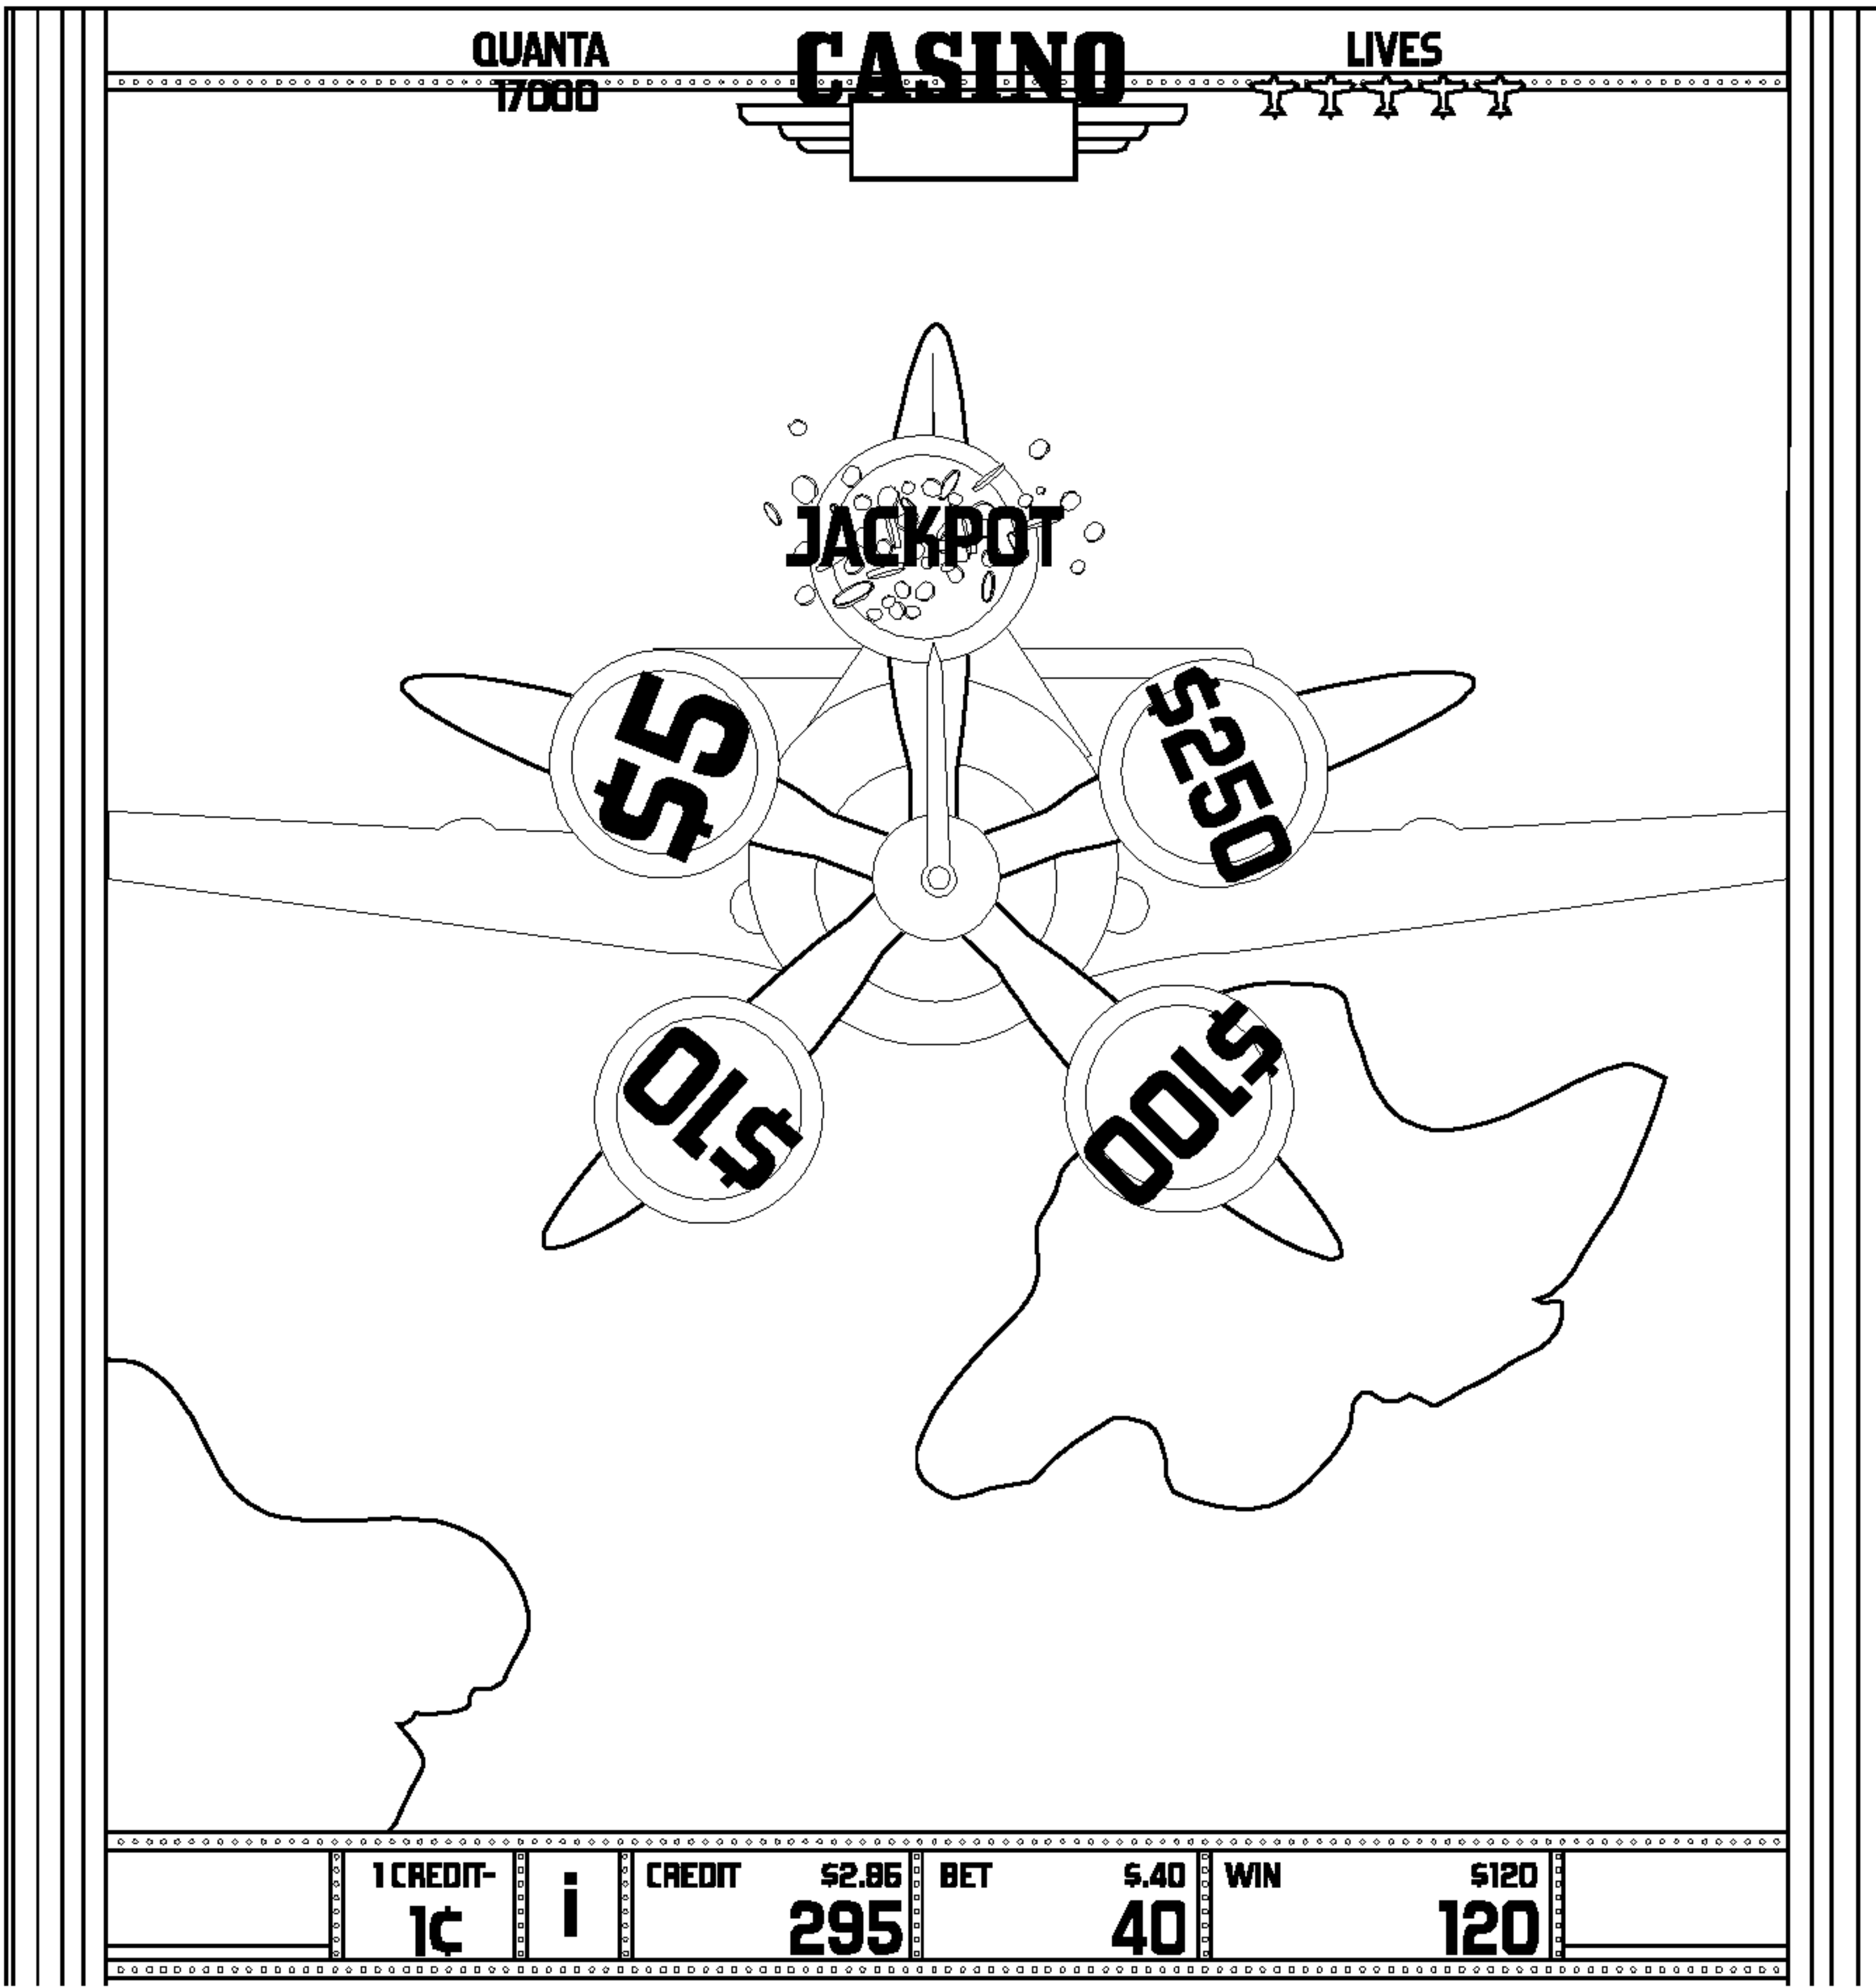 QUANTA
17000
CASINO
LIVES
JACKPOT
$5
$250
$10
$100
1 CREDIT-
1¢
i
CREDIT
$2.86
295
BET
$.40
40
WIN
$120
120